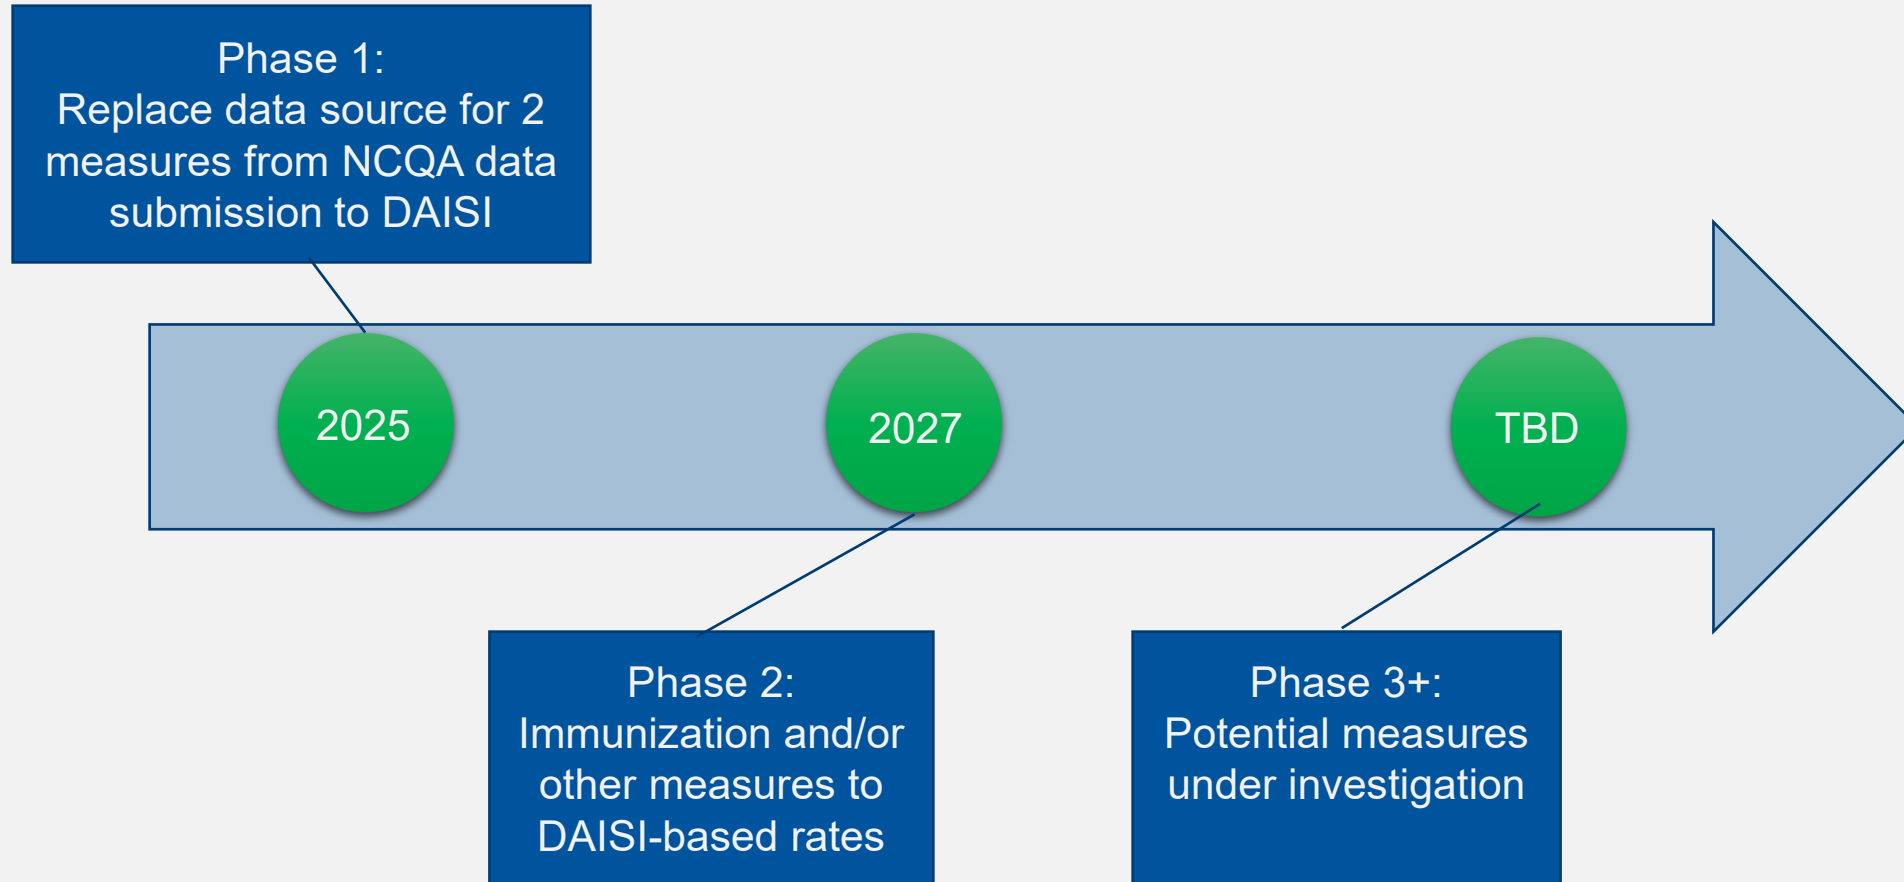 Phase 1:
Replace data source for 2
measures from NCQA data
submission to DAISI
2025
2027
TBD
Phase 2:
Immunization and/or
other measures to
DAISI-based rates
Phase 3+:
Potential measures
under investigation